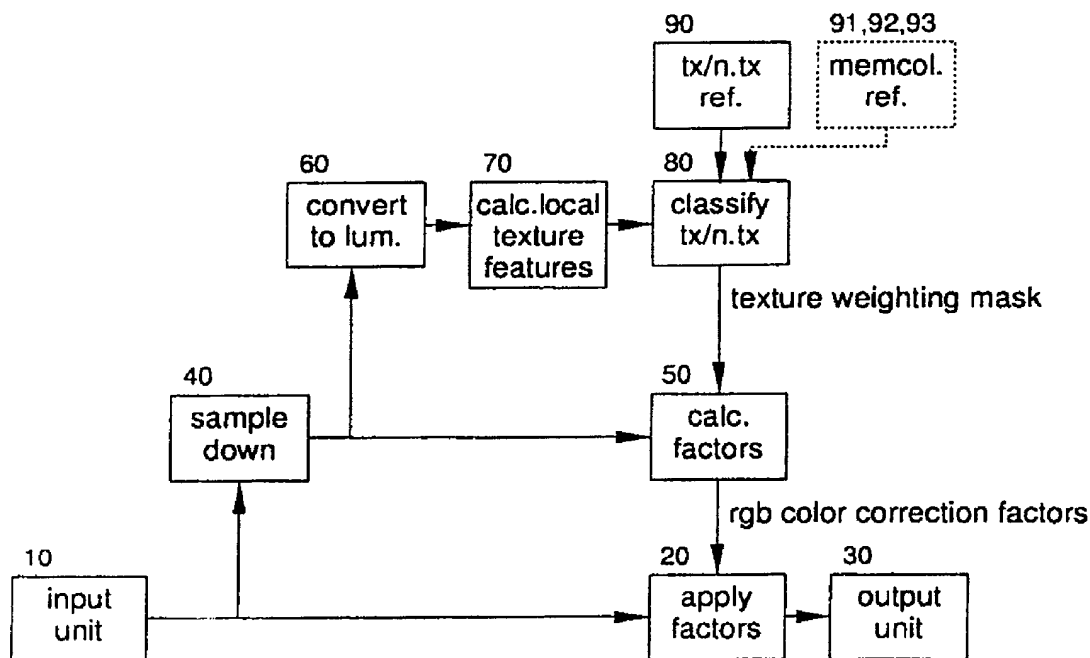 90
91,92,93
tx/n.tx
ref.
memcol.
ref.
60
70
80
convert
to lum.
calc.local
texture
features
classify
tx/n.tx
texture weighting mask
40
50
sample
down
calc.
factors
rgb color correction factors
10
20
30
input
unit
apply
factors
output
unit